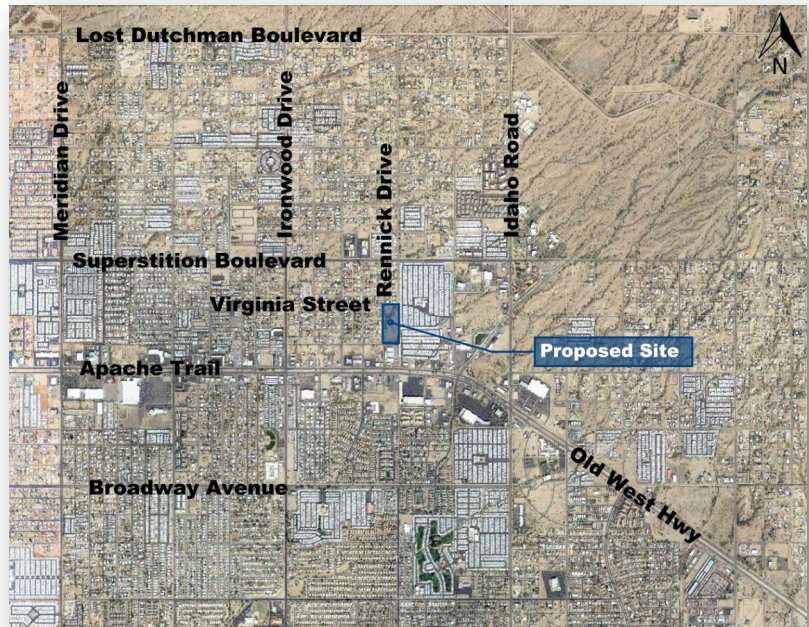 Lost Dutchman Boulevard
N
Meridian Drive
Ironwood Drive
Rennick Drive
Idaho Road
Superstition Boulevard
Virginia Street
Proposed Site
Apache Trail
Old West Hwy
Broadway Avenue